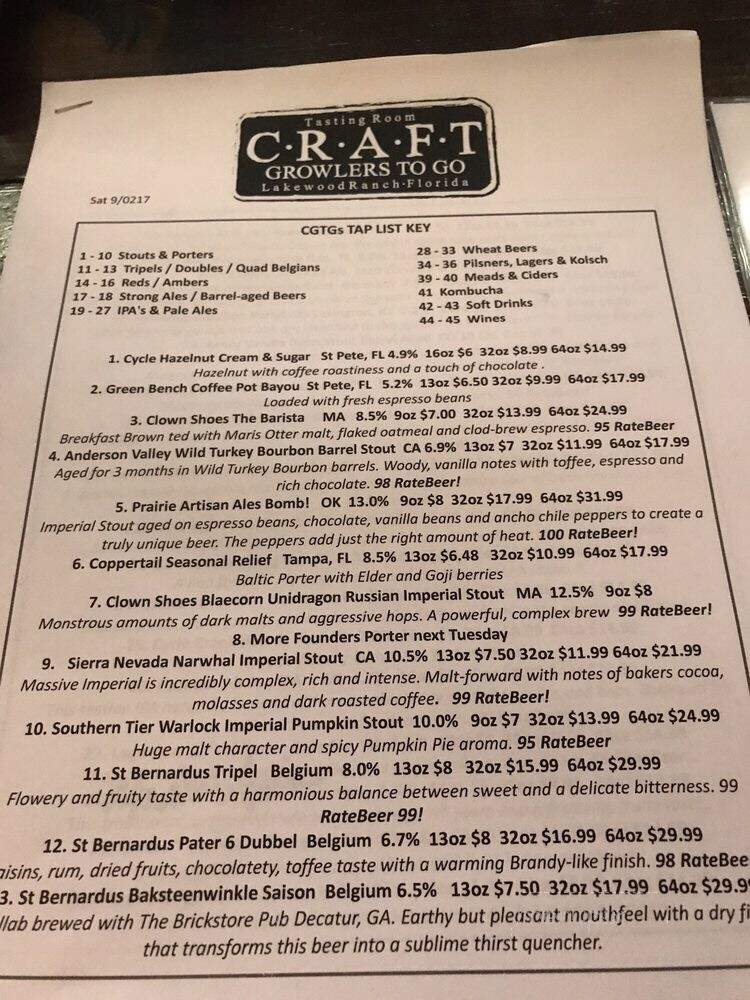 Tasting Room
C·R·A·F·T
GROWLERS TO GO
Lakewood Ranch·Florida
Sat 9/0217
CGTGs TAP LIST KEY
1 - 10 Stouts & Porters
11 - 13 Tripels / Doubles / Quad Belgians
14 - 16 Reds / Ambers
17 - 18 Strong Ales / Barrel-aged Beers
19 - 27 IPA's & Pale Ales
28 - 33 Wheat Beers
34 - 36 Pilsners, Lagers & Kolsch
39 - 40 Meads & Ciders
41 Kombucha
42 - 43 Soft Drinks
44 - 45 Wines
1. Cycle Hazelnut Cream & Sugar St Pete, FL 4.9% 16oz $6 32oz $8.99 64oz $14.99
Hazelnut with coffee roastiness and a touch of chocolate .
2. Green Bench Coffee Pot Bayou St Pete, FL 5.2% 13oz $6.50 32oz $9.99 64oz $17.99
Loaded with fresh espresso beans
3. Clown Shoes The Barista MA 8.5% 9oz $7.00 32oz $13.99 64oz $24.99
Breakfast Brown ted with Maris Otter malt, flaked oatmeal and clod-brew espresso. 95 RateBeer
4. Anderson Valley Wild Turkey Bourbon Barrel Stout CA 6.9% 13oz $7 32oz $11.99 64oz $17.99
Aged for 3 months in Wild Turkey Bourbon barrels. Woody, vanilla notes with toffee, espresso and
rich chocolate. 98 RateBeer!
5. Prairie Artisan Ales Bomb! OK 13.0% 9oz $8 32oz $17.99 64oz $31.99
Imperial Stout aged on espresso beans, chocolate, vanilla beans and ancho chile peppers to create a
truly unique beer. The peppers add just the right amount of heat. 100 RateBeer!
6. Coppertail Seasonal Relief Tampa, FL 8.5% 13oz $6.48 32oz $10.99 64oz $17.99
Baltic Porter with Elder and Goji berries
7. Clown Shoes Blaecorn Unidragon Russian Imperial Stout MA 12.5% 9oz $8
Monstrous amounts of dark malts and aggressive hops. A powerful, complex brew 99 RateBeer!
8. More Founders Porter next Tuesday
9. Sierra Nevada Narwhal Imperial Stout CA 10.5% 13oz $7.50 32oz $11.99 64oz $21.99
Massive Imperial is incredibly complex, rich and intense. Malt-forward with notes of bakers cocoa,
molasses and dark roasted coffee. 99 RateBeer!
10. Southern Tier Warlock Imperial Pumpkin Stout 10.0% 9oz $7 32oz $13.99 64oz $24.99
Huge malt character and spicy Pumpkin Pie aroma. 95 RateBeer
11. St Bernardus Tripel Belgium 8.0% 13oz $8 32oz $15.99 64oz $29.99
Flowery and fruity taste with a harmonious balance between sweet and a delicate bitterness. 99
RateBeer 99!
12. St Bernardus Pater 6 Dubbel Belgium 6.7% 13oz $8 32oz $16.99 64oz $29.99
aisins, rum, dried fruits, chocolatety, toffee taste with a warming Brandy-like finish. 98 RateBee
3. St Bernardus Baksteenwinkle Saison Belgium 6.5% 13oz $7.50 32oz $17.99 64oz $29.9
llab brewed with The Brickstore Pub Decatur, GA. Earthy but pleasant mouthfeel with a dry fi
that transforms this beer into a sublime thirst quencher.